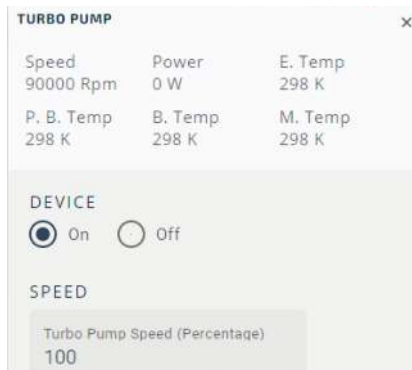 TURBO PUMP ×
Speed Power E. Temp
90000 Rpm 0 W 298 K
P. B. Temp B. Temp M. Temp
298 K 298 K 298 K
DEVICE
On Off
SPEED
Turbo Pump Speed (Percentage)
100